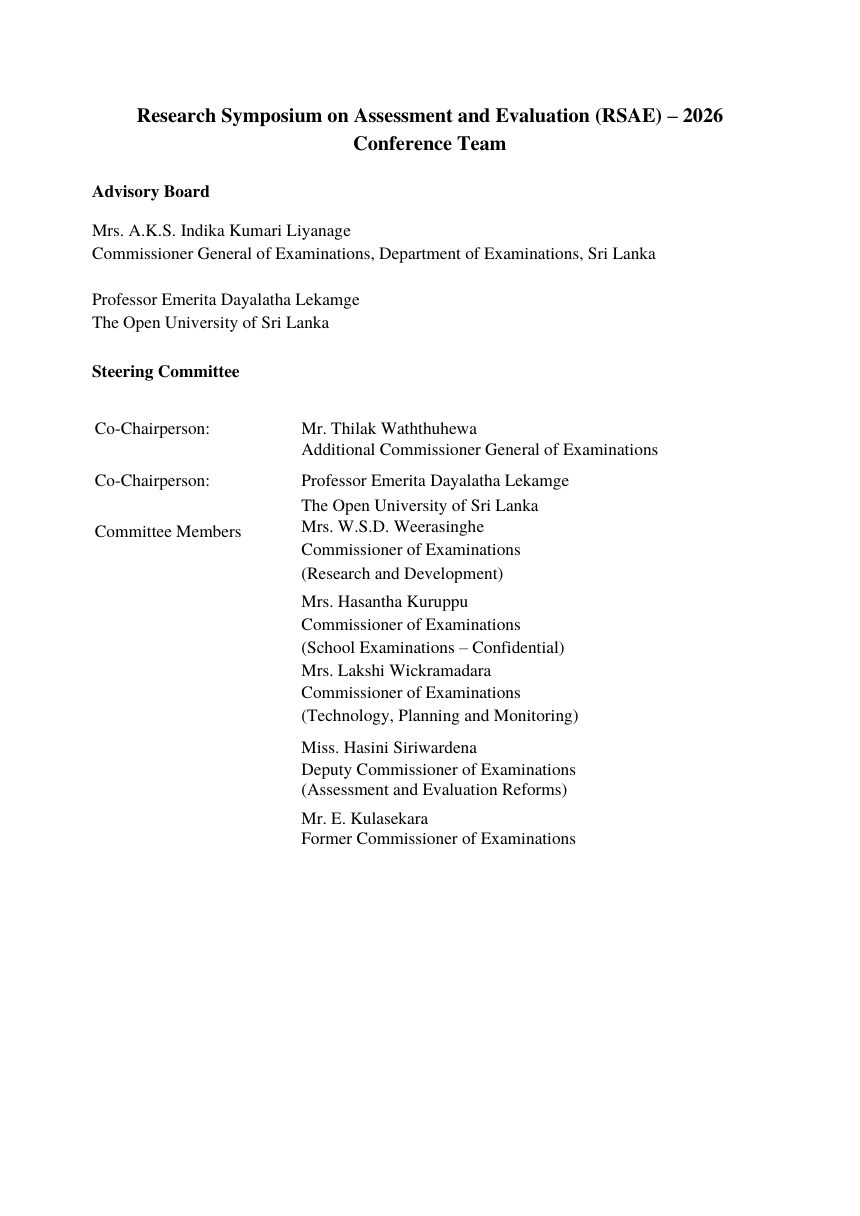 Research Symposium on Assessment and Evaluation (RSAE) – 2026
Conference Team
Advisory Board
Mrs. A.K.S. Indika Kumari Liyanage
Commissioner General of Examinations, Department of Examinations, Sri Lanka
Professor Emerita Dayalatha Lekamge
The Open University of Sri Lanka
Steering Committee
Co-Chairperson: Mr. Thilak Waththuhewa
Additional Commissioner General of Examinations
Co-Chairperson: Professor Emerita Dayalatha Lekamge
The Open University of Sri Lanka
Committee Members Mrs. W.S.D. Weerasinghe
Commissioner of Examinations
(Research and Development)
Mrs. Hasantha Kuruppu
Commissioner of Examinations
(School Examinations – Confidential)
Mrs. Lakshi Wickramadara
Commissioner of Examinations
(Technology, Planning and Monitoring)
Miss. Hasini Siriwardena
Deputy Commissioner of Examinations
(Assessment and Evaluation Reforms)
Mr. E. Kulasekara
Former Commissioner of Examinations